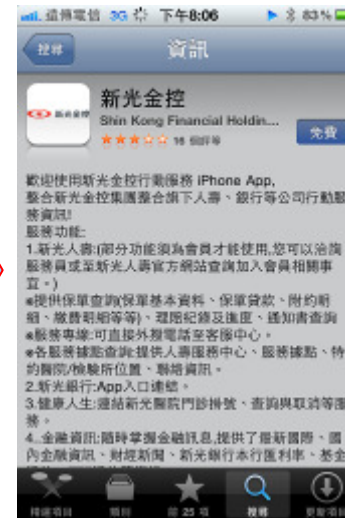 遠傳電信 3G 下午8:06 83%
搜尋 資訊
新光金控
新光金控
Shin Kong Financial Holdin...
16 個評等
免費
歡迎使用新光金控行動服務 iPhone App,
整合新光金控集團整合旗下人壽、銀行等公司行動服
務資訊!
服務功能:
1.新光人壽:(部分功能須為會員才能使用,您可以洽詢
服務員或至新光人壽官方網站查詢加入會員相關事
宜。)
●提供保單查詢(保單基本資料、保單貸款、附約明
細、繳費明細等等)、理賠紀錄及進度、通知書查詢
●服務專線:可直接外撥電話至客服中心。
●各服務據點查詢:提供人壽服務中心、服務據點、特
約醫院/檢驗所位置、聯絡資訊。
2.新光銀行:App入口連結。
3.健康人生:連結新光醫院門診掛號、查詢與取消等服
務。
4..金融資訊:隨時掌握金融訊息,提供了最新國際、國
內金融資訊、財經新聞、新光銀行本行匯利率、基金
精選項目 類別 前 25 項 搜尋 更新項目